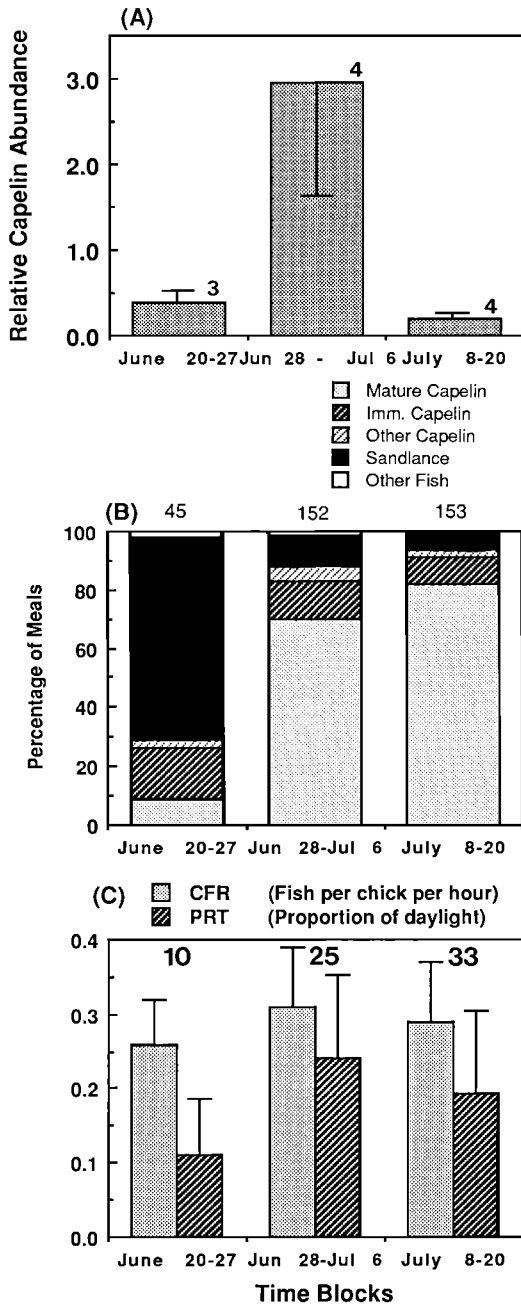 (A)
Relative Capelin Abundance
3.0
2.0
1.0
0.0
3
4
4
June 20-27Jun 28 - Jul 6 July 8-20
Mature Capelin
Imm. Capelin
Other Capelin
Sandlance
Other Fish
(B)
45 152 153
Percentage of Meals
100
80
60
40
20
0
June 20-27 Jun 28-Jul 6 July 8-20
(C)
CFR (Fish per chick per hour)
PRT (Proportion of daylight)
0.4
0.3
0.2
0.1
0.0
10 25 33
June 20-27 Jun 28-Jul 6 July 8-20
Time Blocks